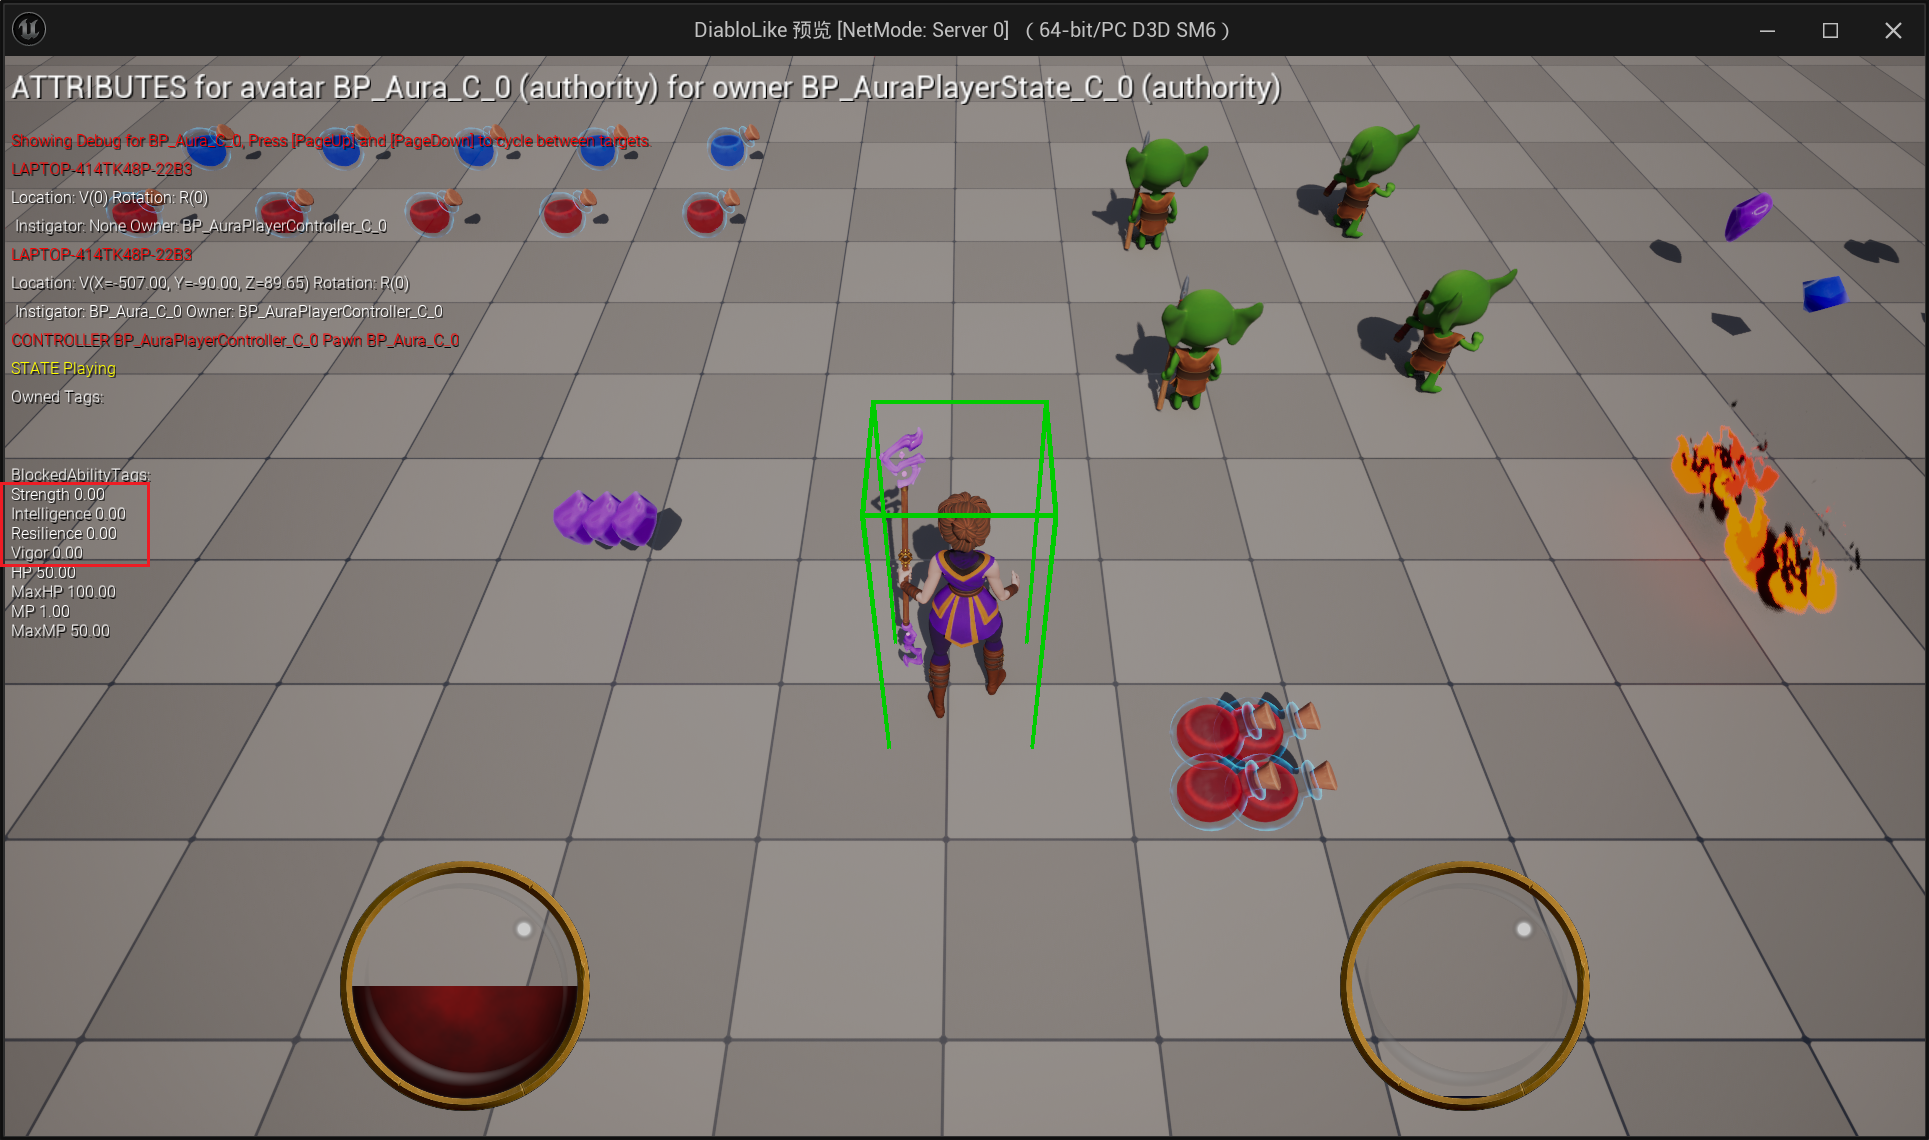 DiabloLike 预览 [NetMode: Server 0] （64-bit/PC D3D SM6）
ATTRIBUTES for avatar BP_Aura_C_0 (authority) for owner BP_AuraPlayerState_C_0 (authority)
Showing Debug for BP_Aura_C_0, Press [PageUp] and [PageDown] to cycle between targets.
LAPTOP-414TK48P-22B3
Location: V(0) Rotation: R(0)
Instigator: None Owner: BP_AuraPlayerController_C_0
LAPTOP-414TK48P-22B3
Location: V(X=-507.00, Y=-90.00, Z=89.65) Rotation: R(0)
Instigator: BP_Aura_C_0 Owner: BP_AuraPlayerController_C_0
CONTROLLER BP_AuraPlayerController_C_0 Pawn BP_Aura_C_0
STATE Playing
Owned Tags:
BlockedAbilityTags:
Strength 0.00
Intelligence 0.00
Resilience 0.00
Vigor 0.00
HP 50.00
MaxHP 100.00
MP 1.00
MaxMP 50.00